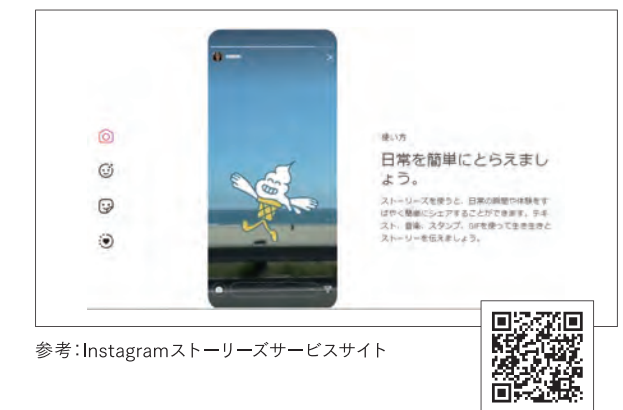 使い方
日常を簡単にとらえまし
ょう。
ストーリーズを使うと、日常の瞬間や体験をす
ばやく簡単にシェアすることができます。テキ
スト、音楽、スタンプ、GIFを使って生き生きと
ストーリーを伝えましょう。
参考：Instagramストーリーズサービスサイト